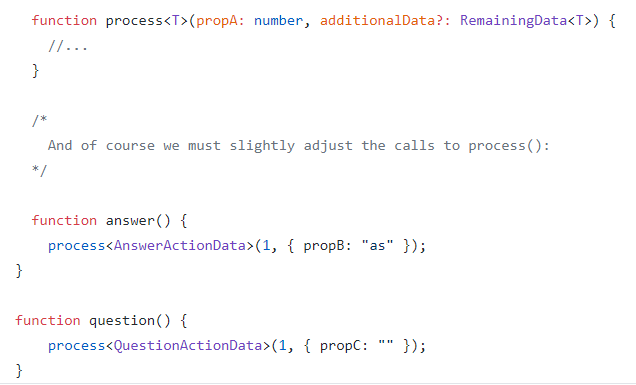 function process<T>(propA: number, additionalData?: RemainingData<T>) {
//...
}
/*
And of course we must slightly adjust the calls to process():
*/
function answer() {
process<AnswerActionData>(1, { propB: "as" });
}
function question() {
process<QuestionActionData>(1, { propC: "" });
}